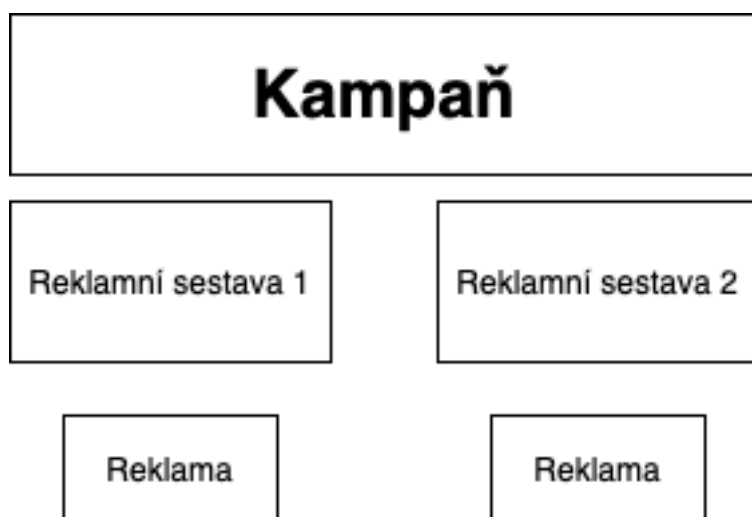 Kampaň
Reklamní sestava 1
Reklamní sestava 2
Reklama
Reklama